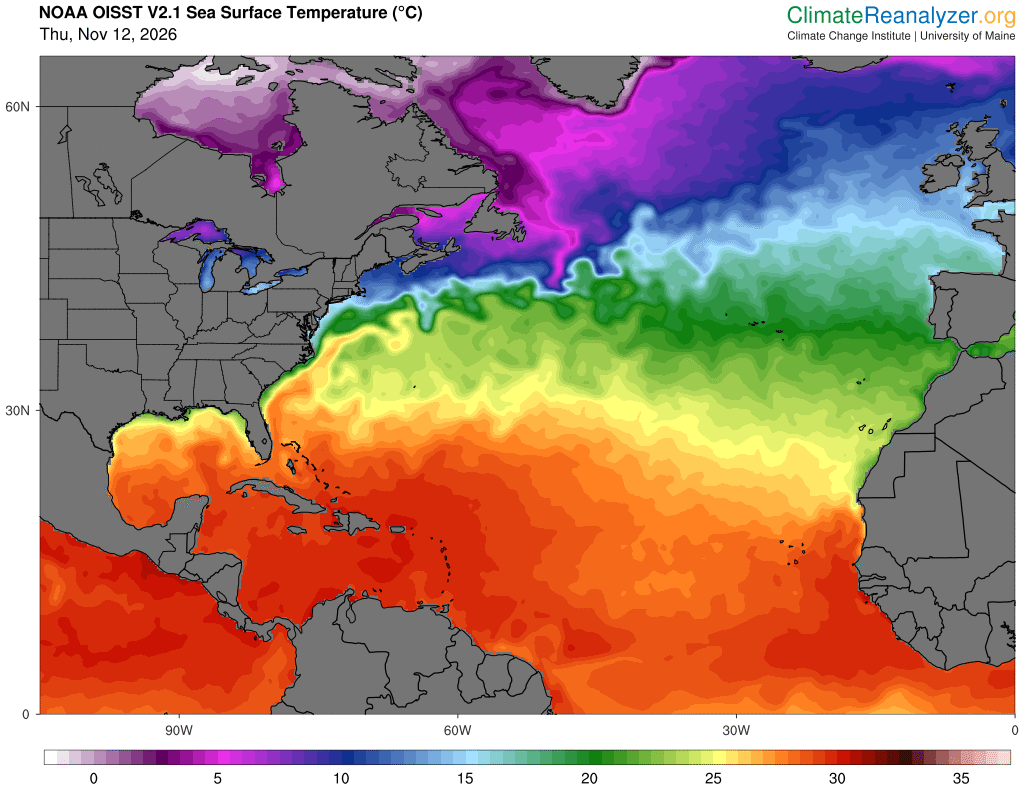 NOAA OISST V2.1 Sea Surface Temperature (°C)
Thu, Nov 12, 2026
ClimateReanalyzer.org
Climate Change Institute | University of Maine
60N
30N
0
90W
60W
30W
0
0
5
10
15
20
25
30
35